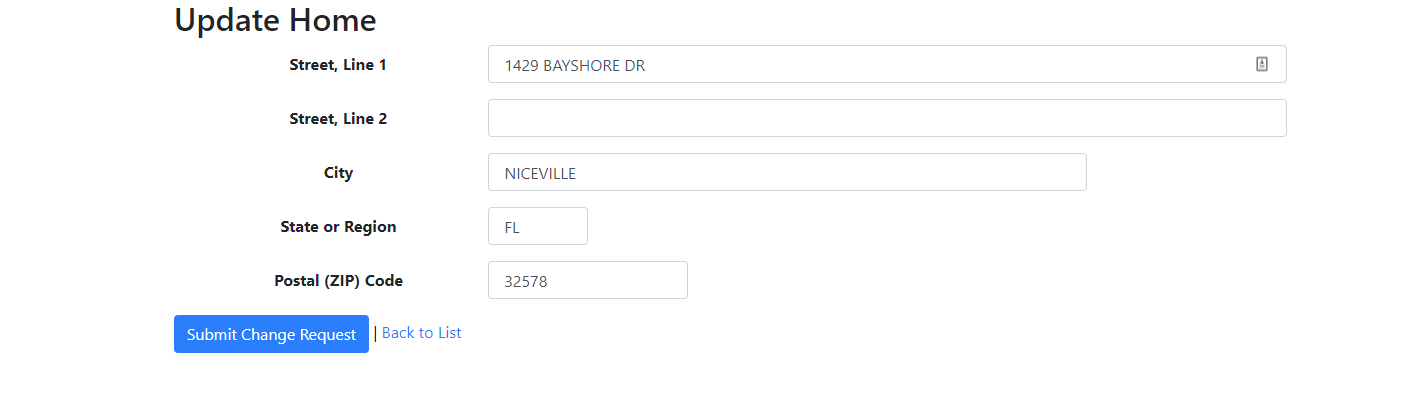 Update Home
Street, Line 1 1429 BAYSHORE DR
Street, Line 2
City NICEVILLE
State or Region FL
Postal (ZIP) Code 32578
Submit Change Request | Back to List